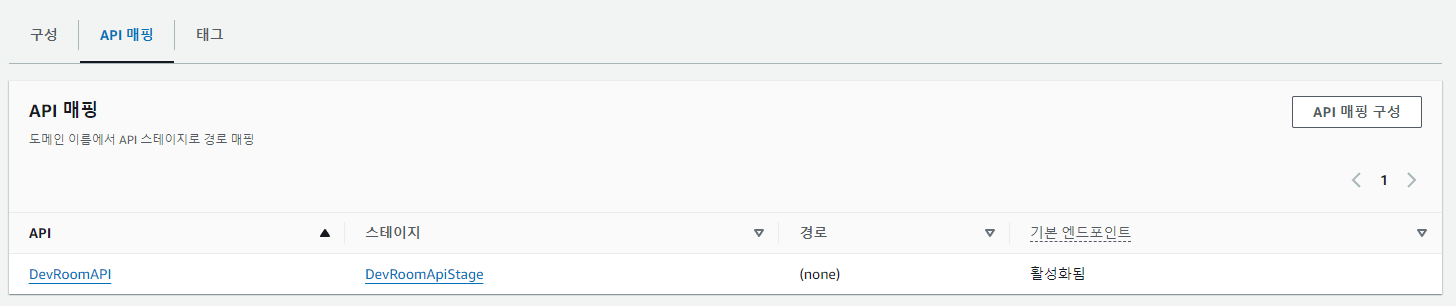 구성 API 매핑 태그
API 매핑
API 매핑 구성
도메인 이름에서 API 스테이지로 경로 매핑
1
API 스테이지 경로 기본 엔드포인트
DevRoomAPI DevRoomApiStage (none) 활성화됨